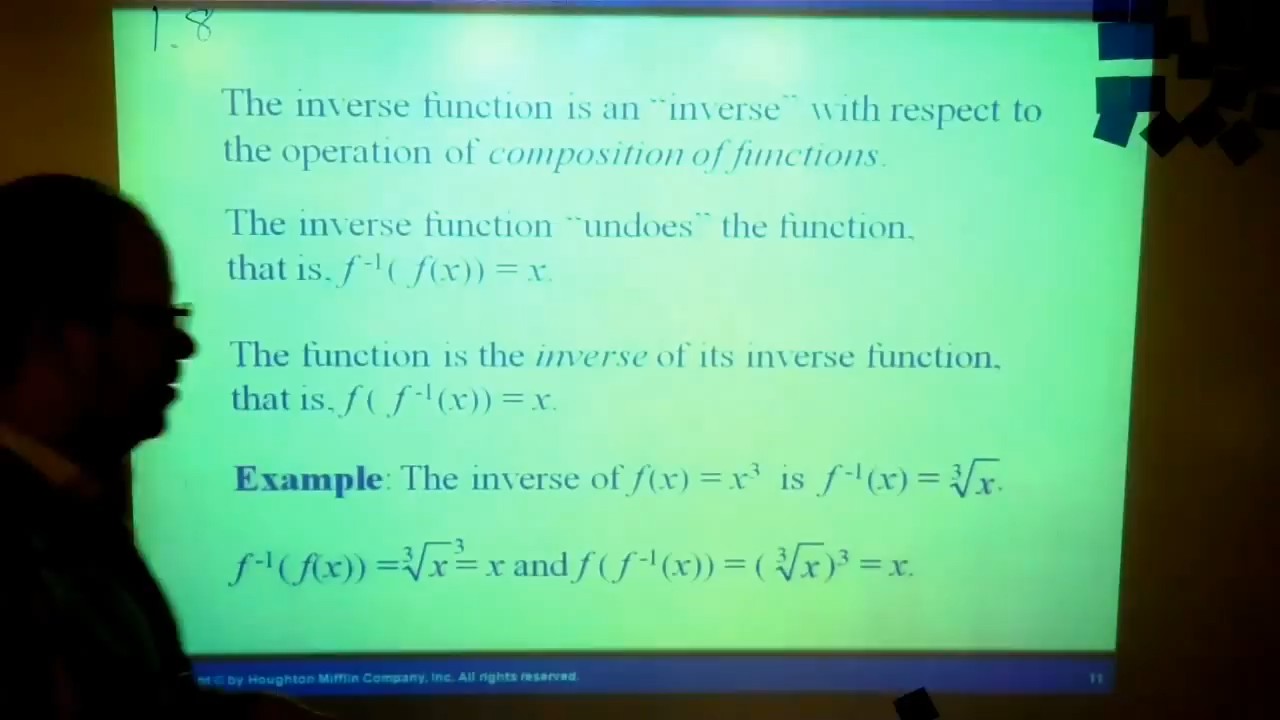 1.8
The inverse function is an "inverse" with respect to
the operation of composition of functions.
The inverse function "undoes" the function,
that is, f⁻¹( f(x)) = x.
The function is the inverse of its inverse function,
that is, f ( f⁻¹(x)) = x.
Example: The inverse of f(x) = x³ is f⁻¹(x) = ∛x.
f⁻¹( f(x)) = ∛x³ = x and f ( f⁻¹(x)) = ( ∛x )³ = x.
© by Houghton Mifflin Company, Inc. All rights reserved. 11